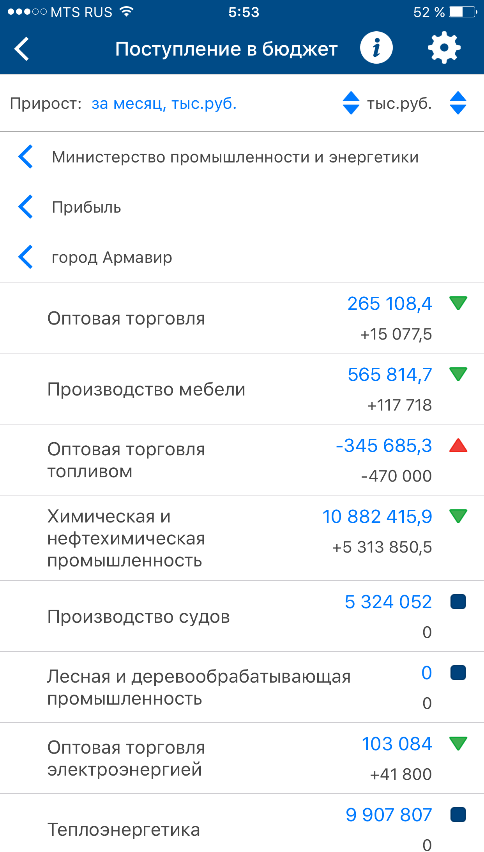 MTS RUS 5:53 52 %
Поступление в бюджет i
Прирост: за месяц, тыс.руб. тыс.руб.
Министерство промышленности и энергетики
Прибыль
город Армавир
265 108,4
Оптовая торговля
+15 077,5
565 814,7
Производство мебели
+117 718
Оптовая торговля -345 685,3
топливом -470 000
Химическая и 10 882 415,9
нефтехимическая
промышленность +5 313 850,5
5 324 052
Производство судов
0
Лесная и деревообрабатывающая 0
промышленность 0
Оптовая торговля 103 084
электроэнергией +41 800
9 907 807
Теплоэнергетика
0